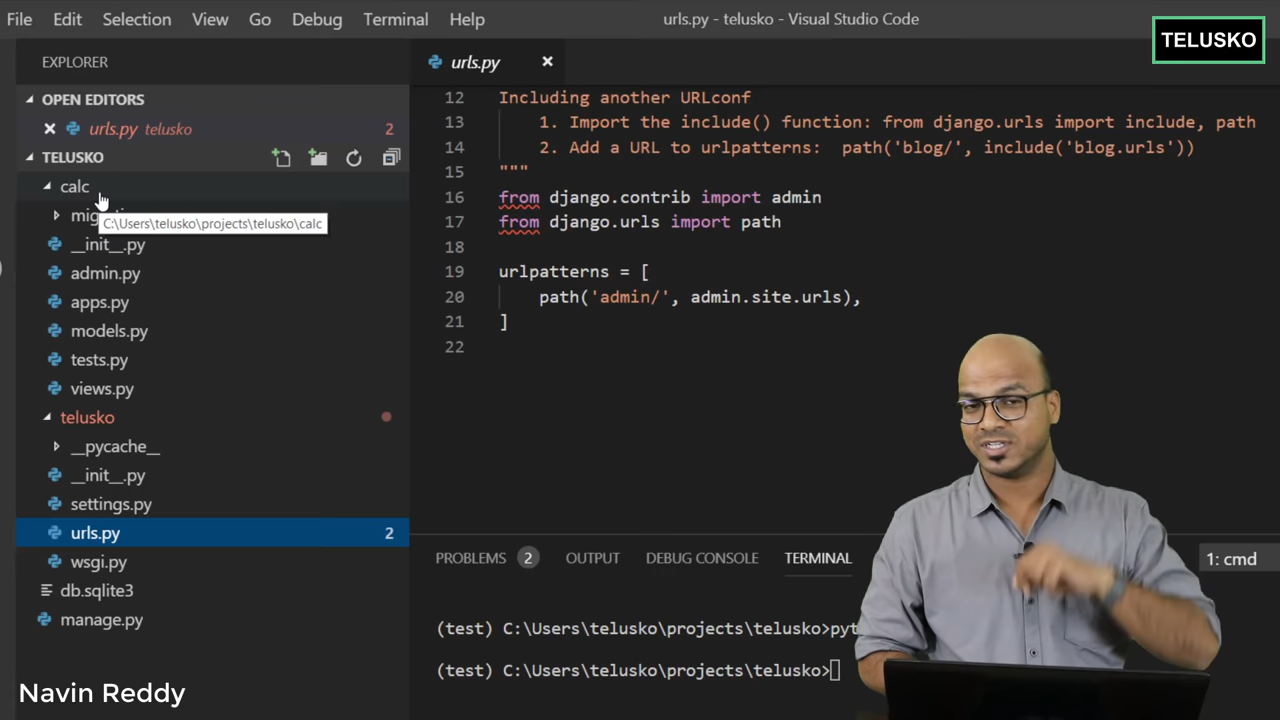 File Edit Selection View Go Debug Terminal Help
urls.py - telusko - Visual Studio Code
TELUSKO
EXPLORER
OPEN EDITORS
urls.py telusko 2
TELUSKO
calc
C:\Users\telusko\projects\telusko\calc
__init__.py
admin.py
apps.py
models.py
tests.py
views.py
telusko
__pycache__
__init__.py
settings.py
urls.py 2
wsgi.py
db.sqlite3
manage.py
urls.py
12 Including another URLconf
13 1. Import the include() function: from django.urls import include, path
14 2. Add a URL to urlpatterns: path('blog/', include('blog.urls'))
15 """
16 from django.contrib import admin
17 from django.urls import path
18
19 urlpatterns = [
20 path('admin/', admin.site.urls),
21 ]
22
PROBLEMS 2 OUTPUT DEBUG CONSOLE TERMINAL 1: cmd
(test) C:\Users\telusko\projects\telusko>pyt
(test) C:\Users\telusko\projects\telusko>
Navin Reddy